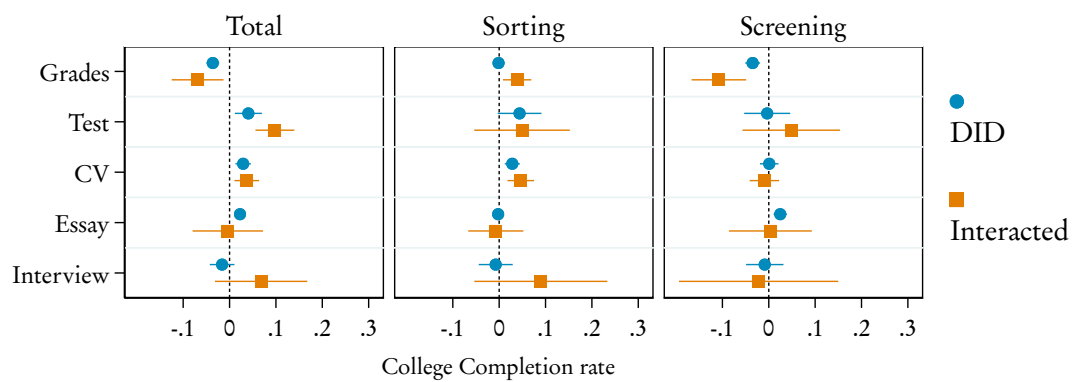 Total Sorting Screening
Grades
Test
CV
Essay
Interview
DID
Interacted
-.1 0 .1 .2 .3 -.1 0 .1 .2 .3 -.1 0 .1 .2 .3
College Completion rate